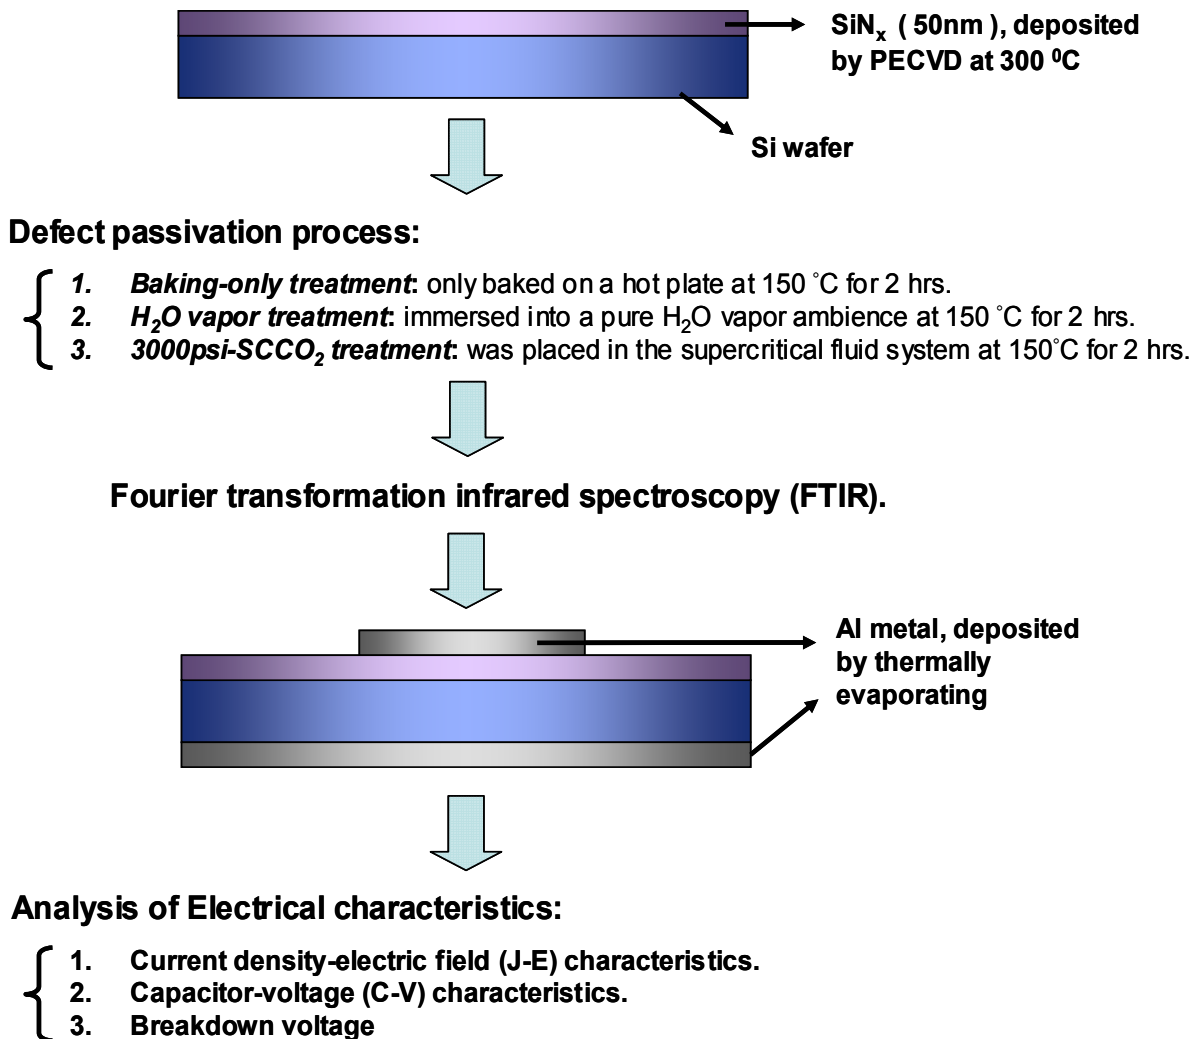 SiNₓ ( 50nm ), deposited
by PECVD at 300 ⁰C
Si wafer
Defect passivation process:
1. Baking-only treatment: only baked on a hot plate at 150 ˚C for 2 hrs.
2. H₂O vapor treatment: immersed into a pure H₂O vapor ambience at 150 ˚C for 2 hrs.
3. 3000psi-SCCO₂ treatment: was placed in the supercritical fluid system at 150˚C for 2 hrs.
Fourier transformation infrared spectroscopy (FTIR).
Al metal, deposited
by thermally
evaporating
Analysis of Electrical characteristics:
1. Current density-electric field (J-E) characteristics.
2. Capacitor-voltage (C-V) characteristics.
3. Breakdown voltage